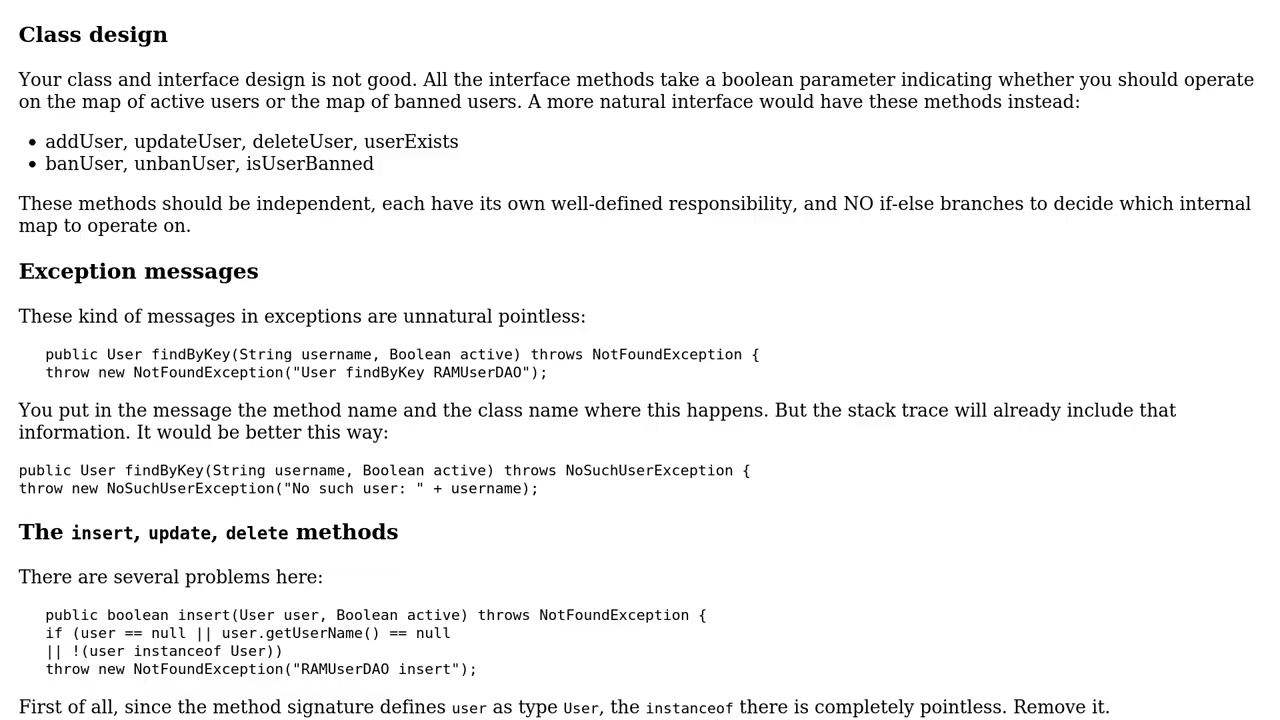 Class design
Your class and interface design is not good. All the interface methods take a boolean parameter indicating whether you should operate
on the map of active users or the map of banned users. A more natural interface would have these methods instead:
• addUser, updateUser, deleteUser, userExists
• banUser, unbanUser, isUserBanned
These methods should be independent, each have its own well-defined responsibility, and NO if-else branches to decide which internal
map to operate on.
Exception messages
These kind of messages in exceptions are unnatural pointless:
public User findByKey(String username, Boolean active) throws NotFoundException {
throw new NotFoundException("User findByKey RAMUserDAO");
You put in the message the method name and the class name where this happens. But the stack trace will already include that
information. It would be better this way:
public User findByKey(String username, Boolean active) throws NoSuchUserException {
throw new NoSuchUserException("No such user: " + username);
The insert, update, delete methods
There are several problems here:
public boolean insert(User user, Boolean active) throws NotFoundException {
if (user == null || user.getUserName() == null
|| !(user instanceof User))
throw new NotFoundException("RAMUserDAO insert");
First of all, since the method signature defines user as type User, the instanceof there is completely pointless. Remove it.